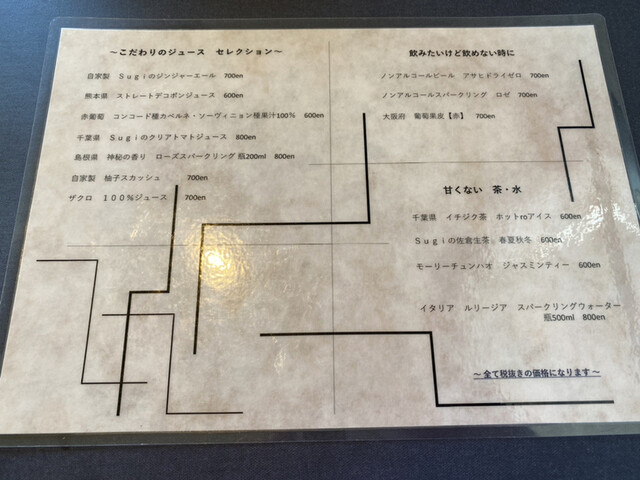 ～こだわりのジュース　セレクション～
自家製　Ｓｕｇｉのジンジャーエール　700en
熊本県　ストレートデコポンジュース　600en
赤葡萄　コンコード種カベルネ・ソーヴィニョン種果汁100％　600en
千葉県　Ｓｕｇｉのクリアトマトジュース　800en
島根県　神秘の香り　ローズスパークリング 瓶200ml　800en
自家製　柚子スカッシュ　700en
ザクロ　１００％ジュース　700en
飲みたいけど飲めない時に
ノンアルコールビール　アサヒドライゼロ　700en
ノンアルコールスパークリング　ロゼ　700en
大阪府　葡萄果皮【赤】　700en
甘くない　茶・水
千葉県　イチジク茶　ホットroアイス　600en
Ｓｕｇｉの佐倉生茶　春夏秋冬　600en
モーリーチュンハオ　ジャスミンティー　600en
イタリア　ルリージア　スパークリングウォーター
瓶500ml　800en
～全て税抜きの価格になります～